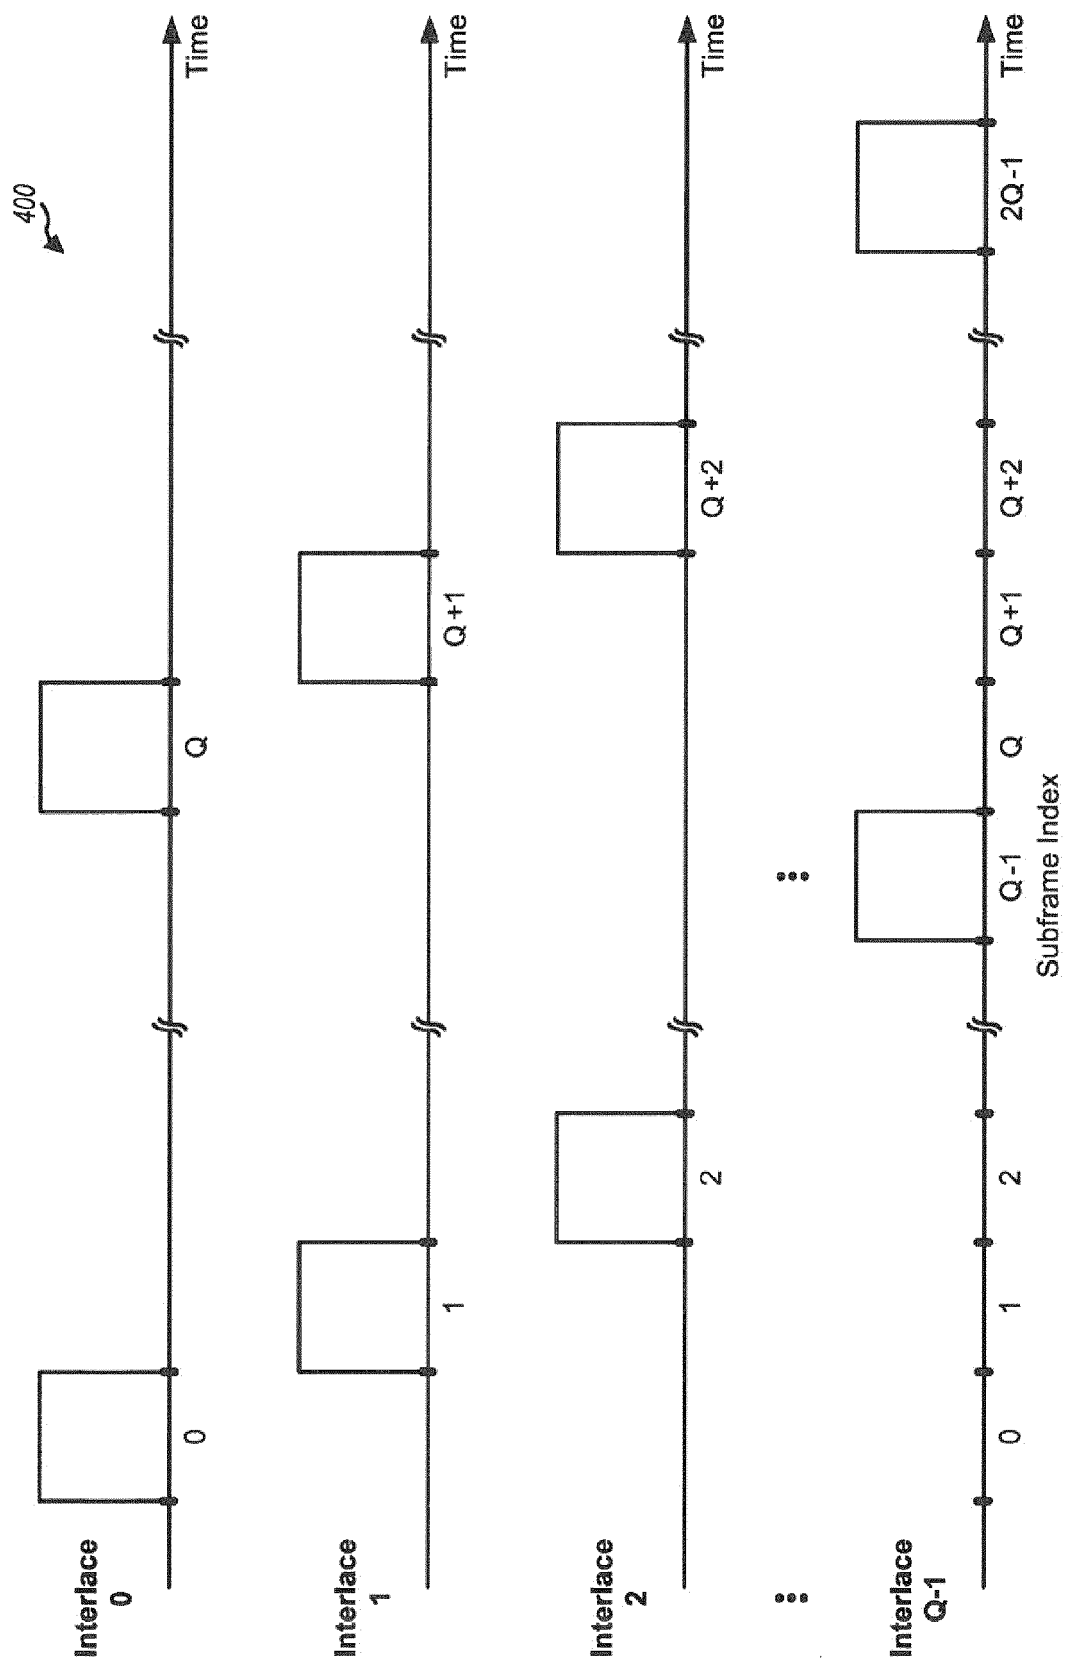 400
Interlace
0
0
Q
Time
Interlace
1
1
Q+1
Time
Interlace
2
2
Q+2
Time
Interlace
Q-1
0
1
2
Q-1
Q
Q+1
Q+2
2Q-1
Time
Subframe Index